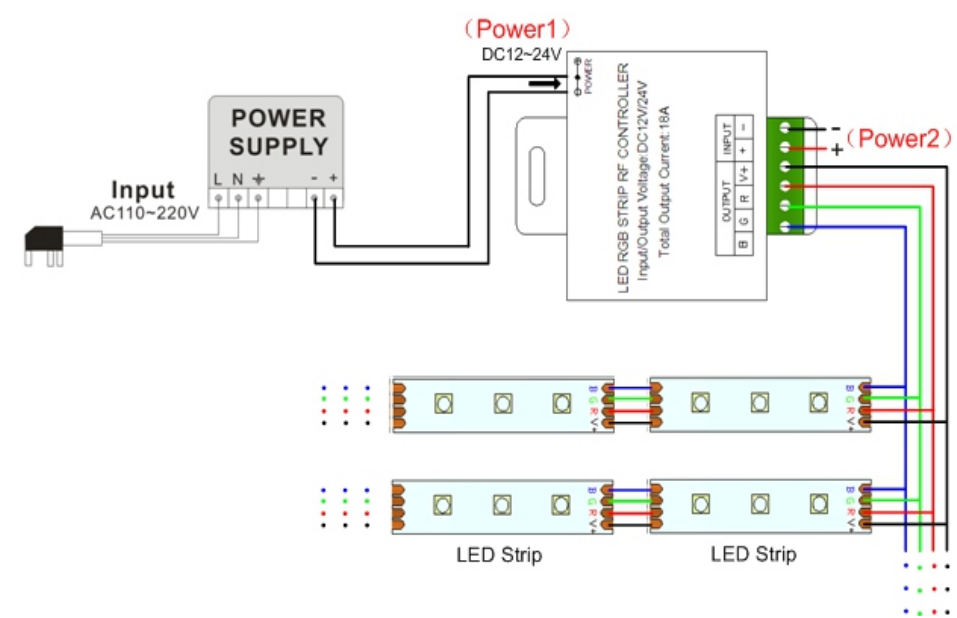 （Power1）
DC12~24V
POWER
SUPPLY
L N - +
Input
AC110~220V
POWER
LED RGB STRIP RF CONTROLLER
Input/Output Voltage:DC12V/24V
Total Output Current:18A
INPUT
- +
OUTPUT
V+ R G B
-
+
（Power2）
B
G
R
V+
B
G
R
V+
B
G
R
V+
B
G
R
V+
LED Strip
LED Strip